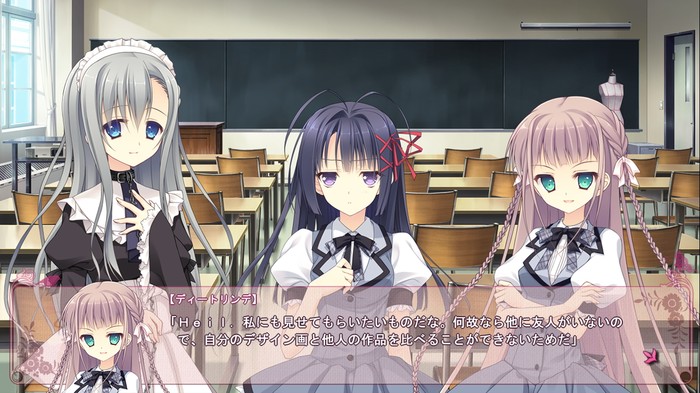 【ディートリンデ】
「Ｈｅｉｌ．私にも見せてもらいたいものだな。何故なら他に友人がいないの
で、自分のデザイン画と他人の作品を比べることができないためだ」